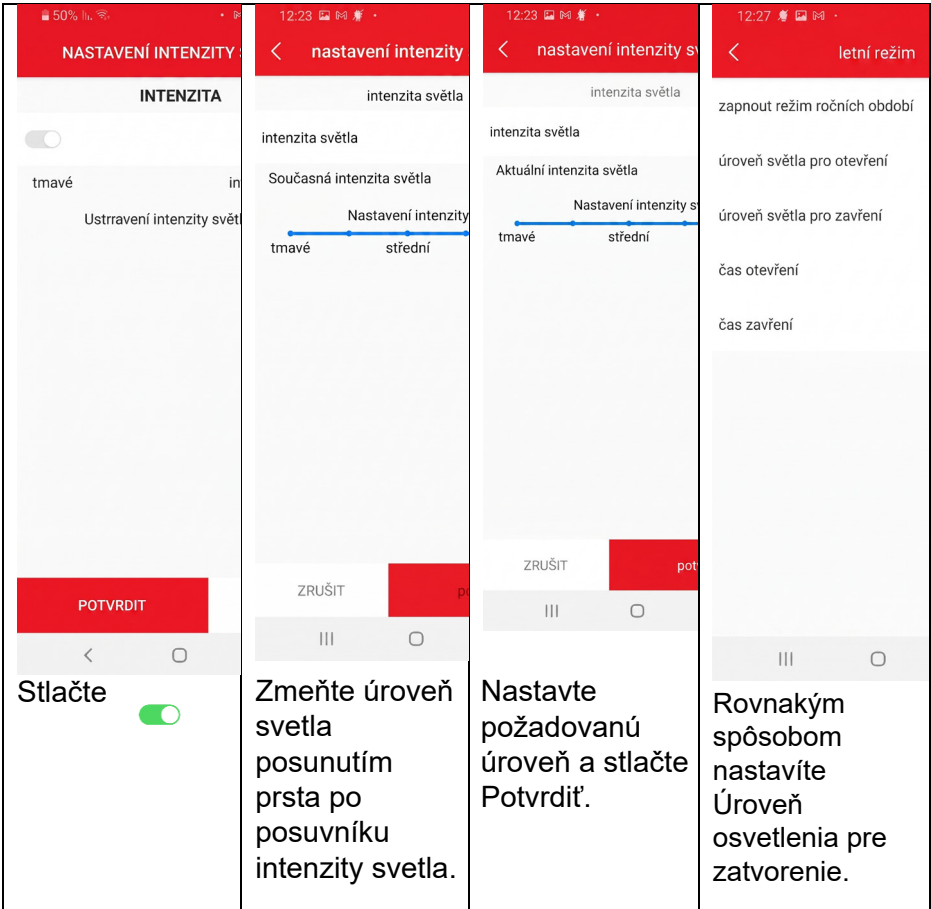 50%
NASTAVENÍ INTENZITY
INTENZITA
tmavé
Ustrravení intenzity
POTVRDIT
Stlačte
12:23
nastavení intenzity
intenzita světla
intenzita světla
Současná intenzita světla
Nastavení intenzity
tmavé střední
ZRUŠIT
Zmeňte úroveň
svetla
posunutím
prsta po
posuvníku
intenzity svetla.
12:23
nastavení intenzity
intenzita světla
intenzita světla
Aktuální intenzita světla
Nastavení intenzity
tmavé střední
ZRUŠIT
Nastavte
požadovanú
úroveň a stlačte
Potvrdiť.
12:27
letní režim
zapnout režim ročních období
úroveň světla pro otevření
úroveň světla pro zavření
čas otevření
čas zavření
Rovnakým
spôsobom
nastavíte
Úroveň
osvetlenia pre
zatvorenie.